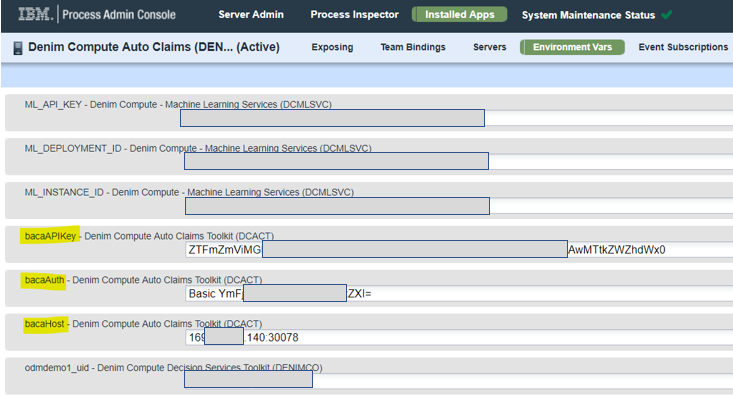 IBM. Process Admin Console Server Admin Process Inspector Installed Apps System Maintenance Status
Denim Compute Auto Claims (DEN... (Active) Exposing Team Bindings Servers Environment Vars Event Subscriptions
ML_API_KEY - Denim Compute - Machine Learning Services (DCMLSVC)
ML_DEPLOYMENT_ID - Denim Compute - Machine Learning Services (DCMLSVC)
ML_INSTANCE_ID - Denim Compute - Machine Learning Services (DCMLSVC)
bacaAPIKey - Denim Compute Auto Claims Toolkit (DCACT)
ZTFmZmViMG AwMTtkZWZhdWx0
bacaAuth - Denim Compute Auto Claims Toolkit (DCACT)
Basic YmFj ZXI=
bacaHost - Denim Compute Auto Claims Toolkit (DCACT)
169 .140:30078
odmdemo1_uid - Denim Compute Decision Services Toolkit (DENIMCO)